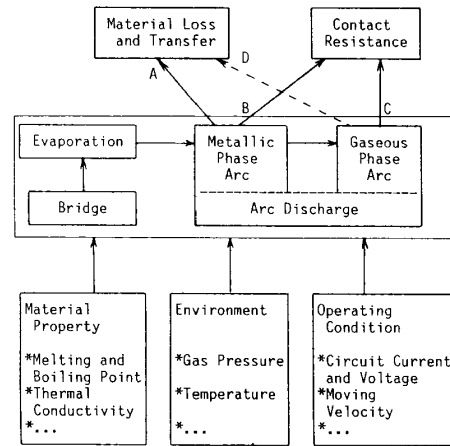 Material Loss
and Transfer
Contact
Resistance
D
A
B
C
Evaporation
Metallic
Phase
Arc
Gaseous
Phase
Arc
Bridge
Arc Discharge
Material
Property
*Melting and
Boiling Point
*Thermal
Conductivity
*...
Environment
*Gas Pressure
*Temperature
*...
Operating
Condition
*Circuit Current
and Voltage
*Moving
Velocity
*...